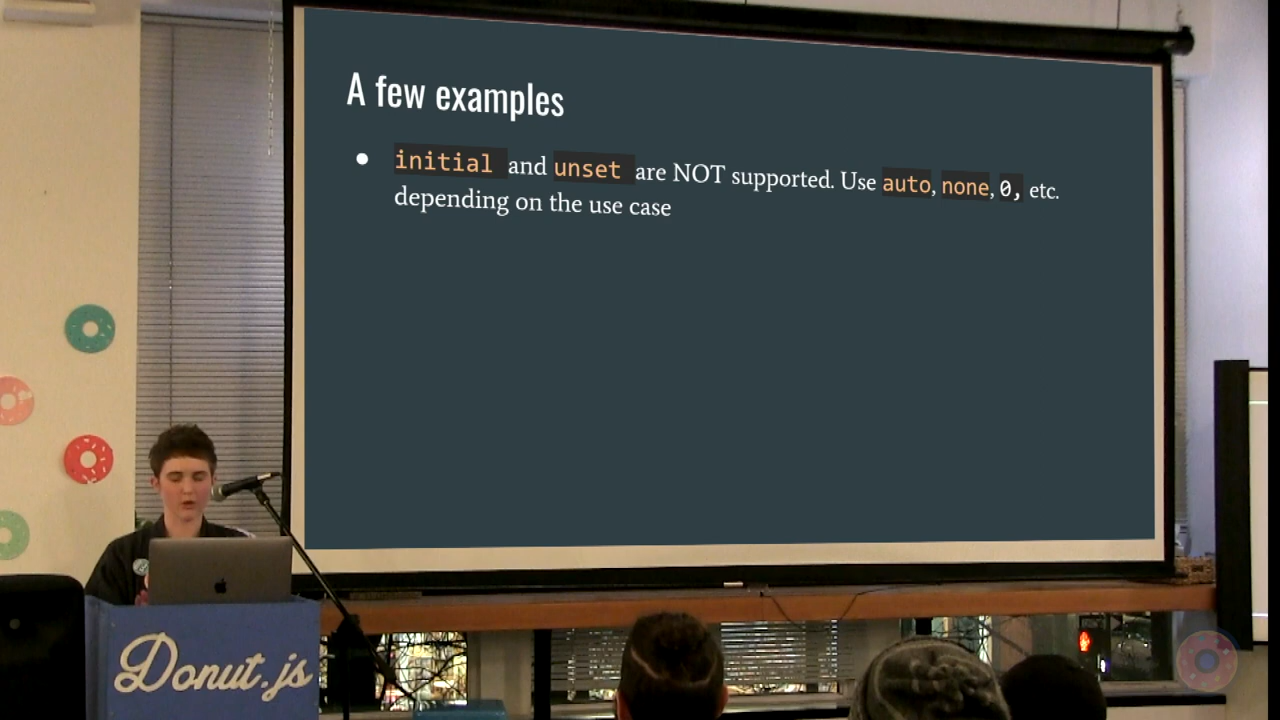 A few examples
● initial and unset are NOT supported. Use auto, none, 0, etc.
depending on the use case
Donut.js